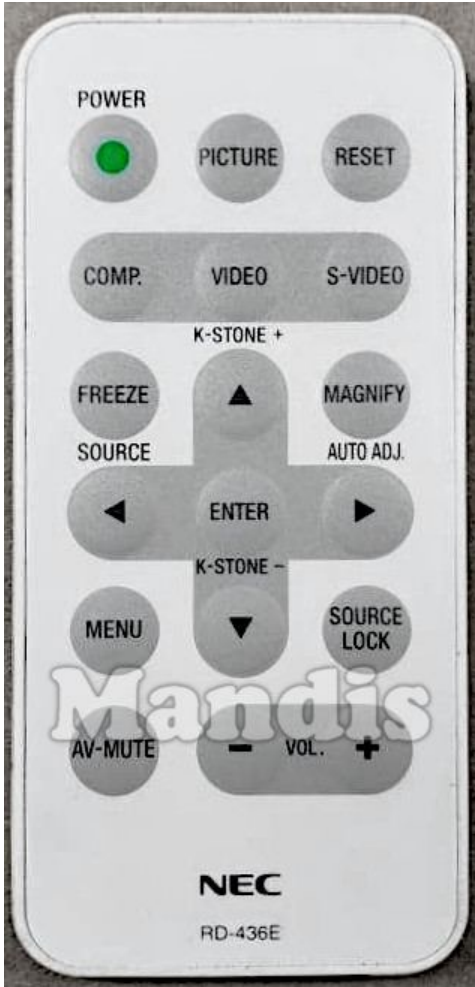 POWER
PICTURE RESET
COMP. VIDEO S-VIDEO
K-STONE +
FREEZE MAGNIFY
SOURCE AUTO ADJ.
ENTER
K-STONE –
MENU SOURCE
LOCK
Mandis
AV-MUTE – VOL. +
NEC
RD-436E